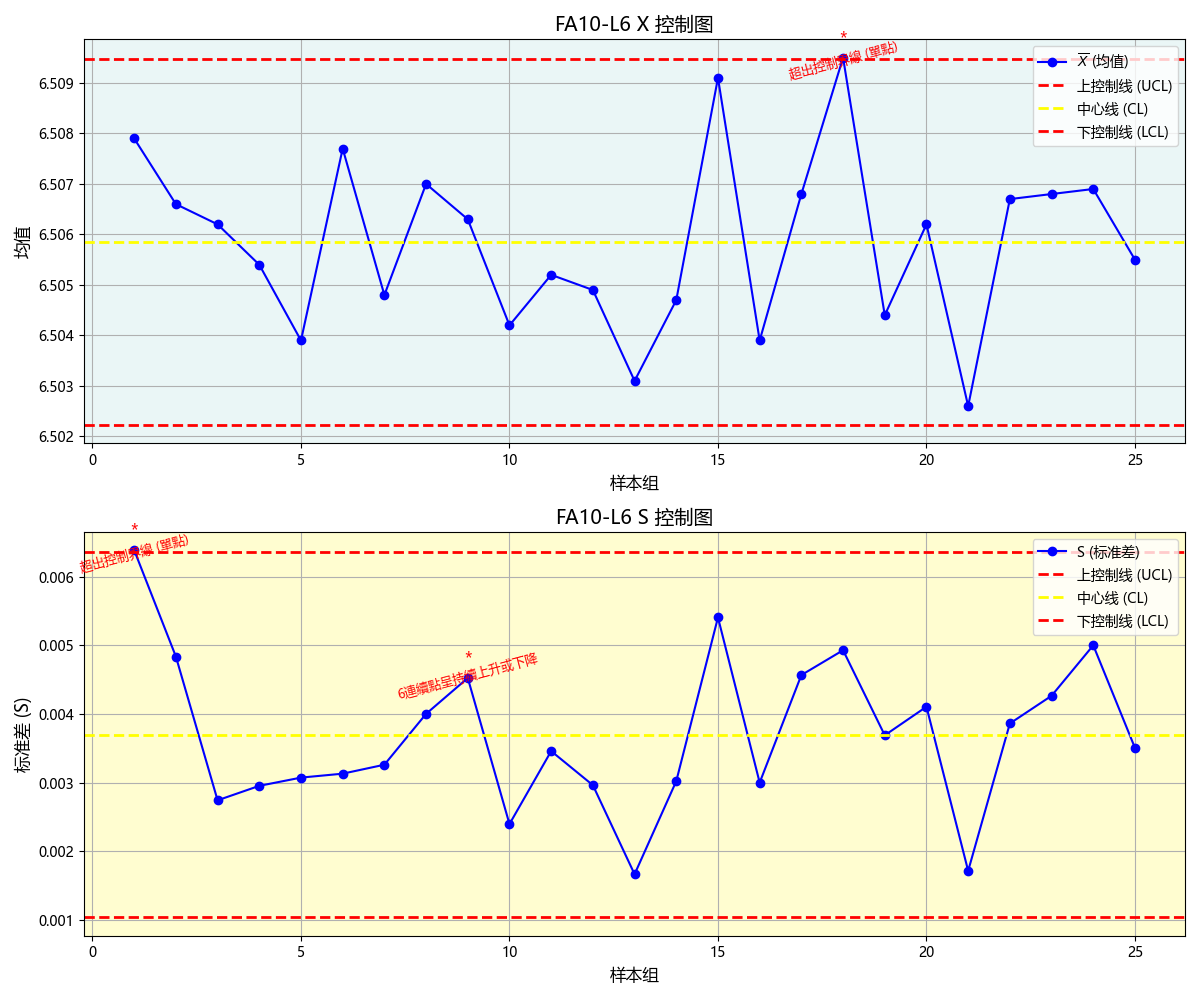 FA10-L6 X 控制图
*
超出控制界線 (單點)
X̅ (均值)
上控制线 (UCL)
中心线 (CL)
下控制线 (LCL)
均值
6.509
6.508
6.507
6.506
6.505
6.504
6.503
6.502
0 5 10 15 20 25
样本组
FA10-L6 S 控制图
*
超出控制界線 (單點)
*
6連續點呈持續上升或下降
S (标准差)
上控制线 (UCL)
中心线 (CL)
下控制线 (LCL)
标准差 (S)
0.006
0.005
0.004
0.003
0.002
0.001
0 5 10 15 20 25
样本组